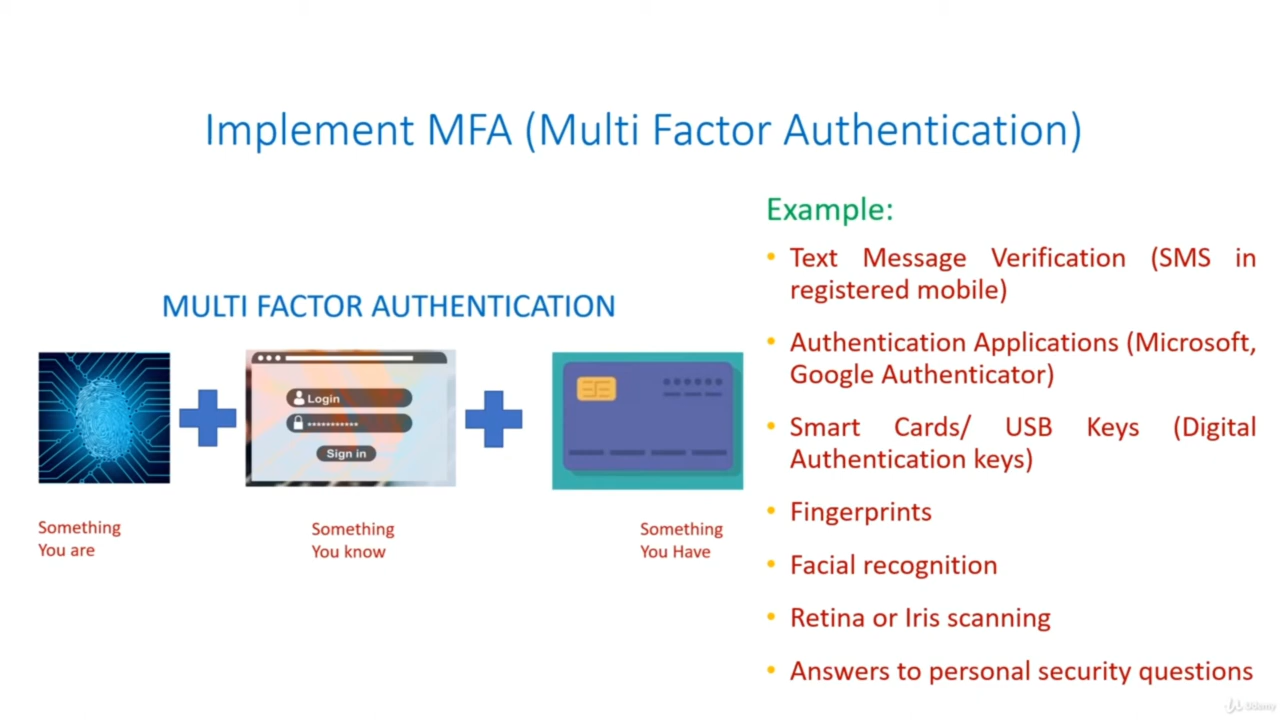 Implement MFA (Multi Factor Authentication)
MULTI FACTOR AUTHENTICATION
Login
***********
Sign in
Something
You are
Something
You know
Something
You Have
Example:
• Text Message Verification (SMS in
registered mobile)
• Authentication Applications (Microsoft,
Google Authenticator)
• Smart Cards/ USB Keys (Digital
Authentication keys)
• Fingerprints
• Facial recognition
• Retina or Iris scanning
• Answers to personal security questions
Udemy